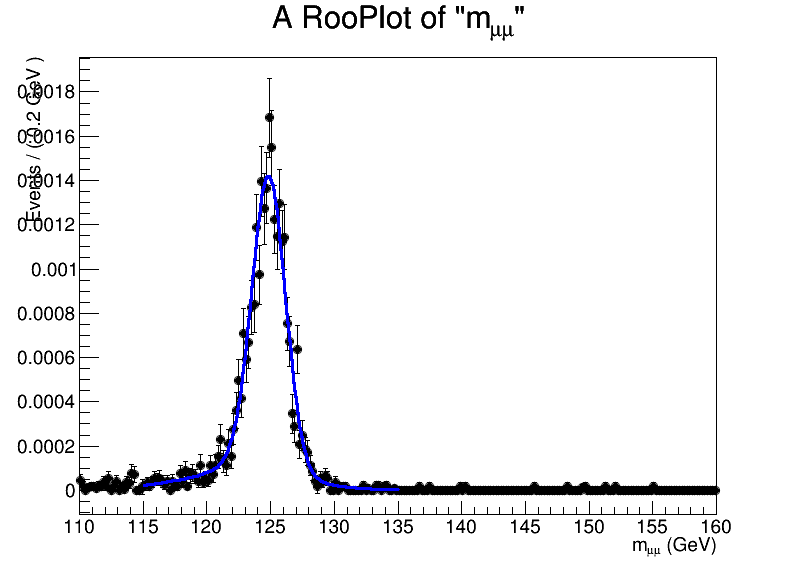 A RooPlot of "mμμ"
Events / ( 0.2 GeV )
0.0018
0.0016
0.0014
0.0012
0.001
0.0008
0.0006
0.0004
0.0002
0
110 115 120 125 130 135 140 145 150 155 160
mμμ (GeV)